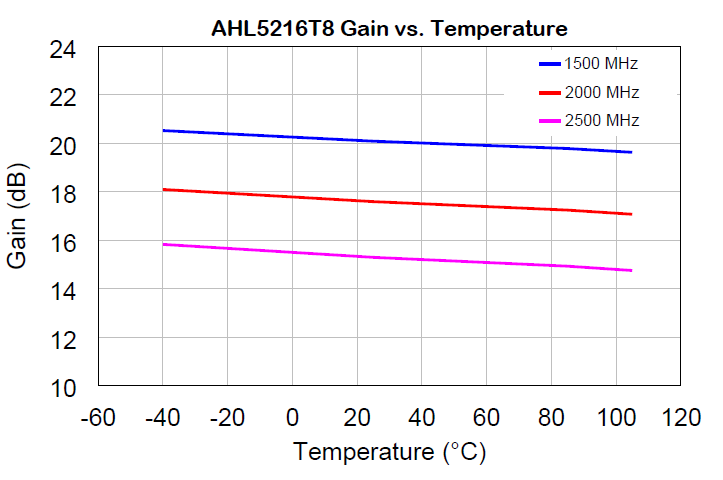 AHL5216T8 Gain vs. Temperature
24
22
20
18
16
14
12
10
Gain (dB)
1500 MHz
2000 MHz
2500 MHz
-60 -40 -20 0 20 40 60 80 100 120
Temperature (°C)